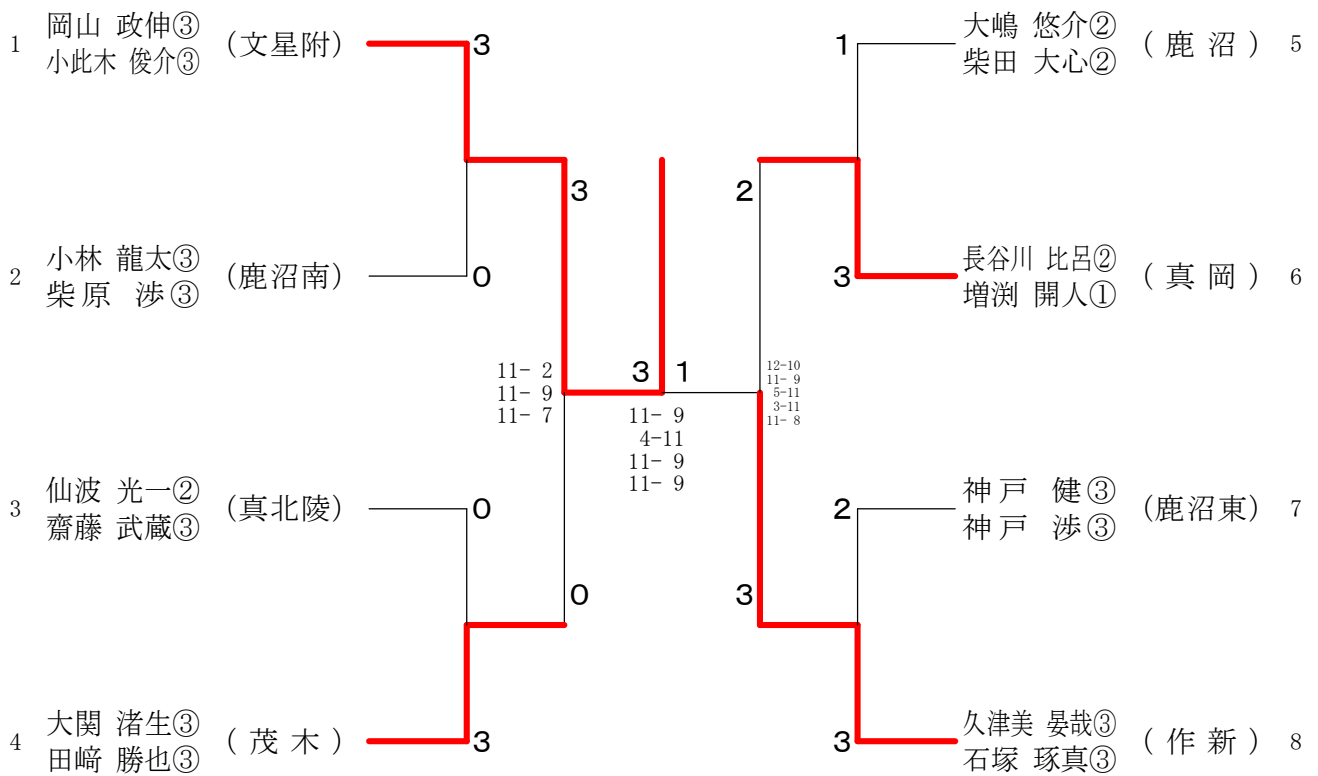 1 岡山 政伸③ (文星附) 3
小此木 俊介③
2 小林 龍太③ (鹿沼南) 0
柴原 渉③
3
11- 2
11- 9
11- 7
3 仙波 光一② (真北陵) 0
齋藤 武蔵③
0
4 大関 渚生③ (茂木) 3
田﨑 勝也③
3 1
11- 9
4-11
11- 9
11- 9
1 大嶋 悠介② (鹿沼) 5
柴田 大心②
2
3 長谷川 比呂② (真岡) 6
増渕 開人①
12-10
11- 9
5-11
3-11
11- 8
2 神戸 健③ (鹿沼東) 7
神戸 渉③
3
3 久津美 晏哉③ (作新) 8
石塚 琢真③